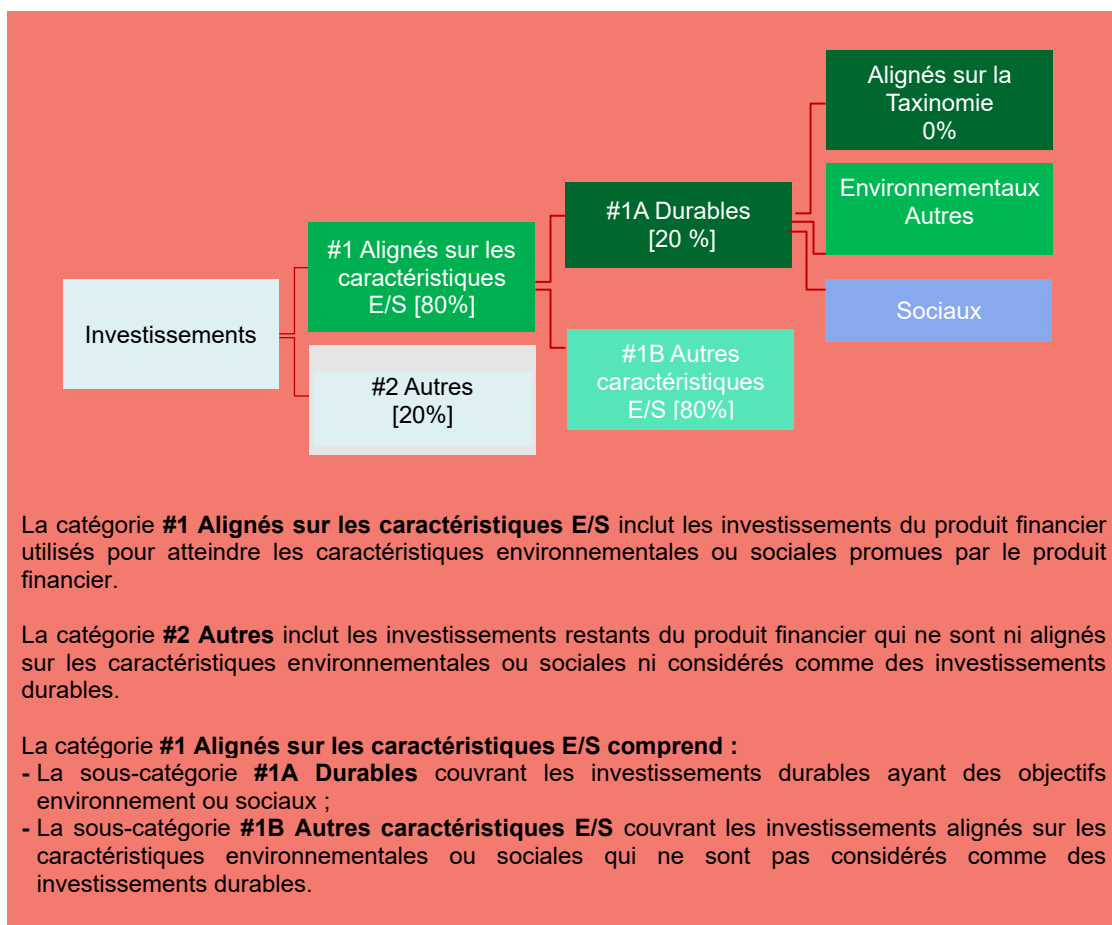 Alignés sur la
Taxinomie
0%
Environnementaux
Autres
#1A Durables
[20 %]
#1 Alignés sur les
caractéristiques
E/S [80%]
Sociaux
Investissements
#1B Autres
caractéristiques
E/S [80%]
#2 Autres
[20%]
La catégorie #1 Alignés sur les caractéristiques E/S inclut les investissements du produit financier
utilisés pour atteindre les caractéristiques environnementales ou sociales promues par le produit
financier.
La catégorie #2 Autres inclut les investissements restants du produit financier qui ne sont ni alignés
sur les caractéristiques environnementales ou sociales ni considérés comme des investissements
durables.
La catégorie #1 Alignés sur les caractéristiques E/S comprend :
- La sous-catégorie #1A Durables couvrant les investissements durables ayant des objectifs
environnement ou sociaux ;
- La sous-catégorie #1B Autres caractéristiques E/S couvrant les investissements alignés sur les
caractéristiques environnementales ou sociales qui ne sont pas considérés comme des
investissements durables.